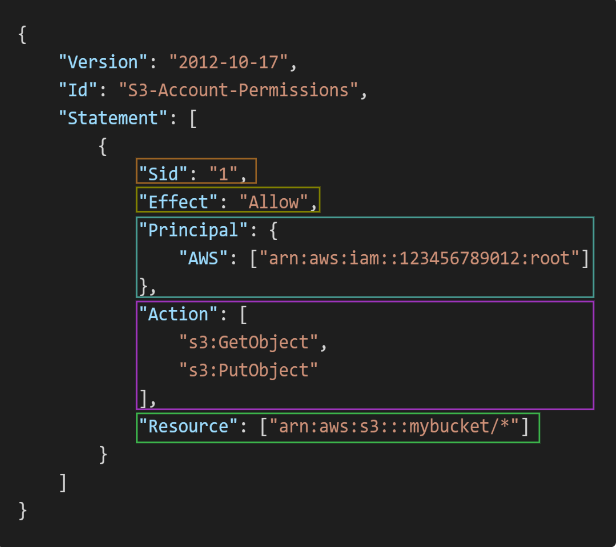 {
    "Version": "2012-10-17",
    "Id": "S3-Account-Permissions",
    "Statement": [
        {
            "Sid": "1",
            "Effect": "Allow",
            "Principal": {
                "AWS": ["arn:aws:iam::123456789012:root"]
            },
            "Action": [
                "s3:GetObject",
                "s3:PutObject"
            ],
            "Resource": ["arn:aws:s3:::mybucket/*"]
        }
    ]
}